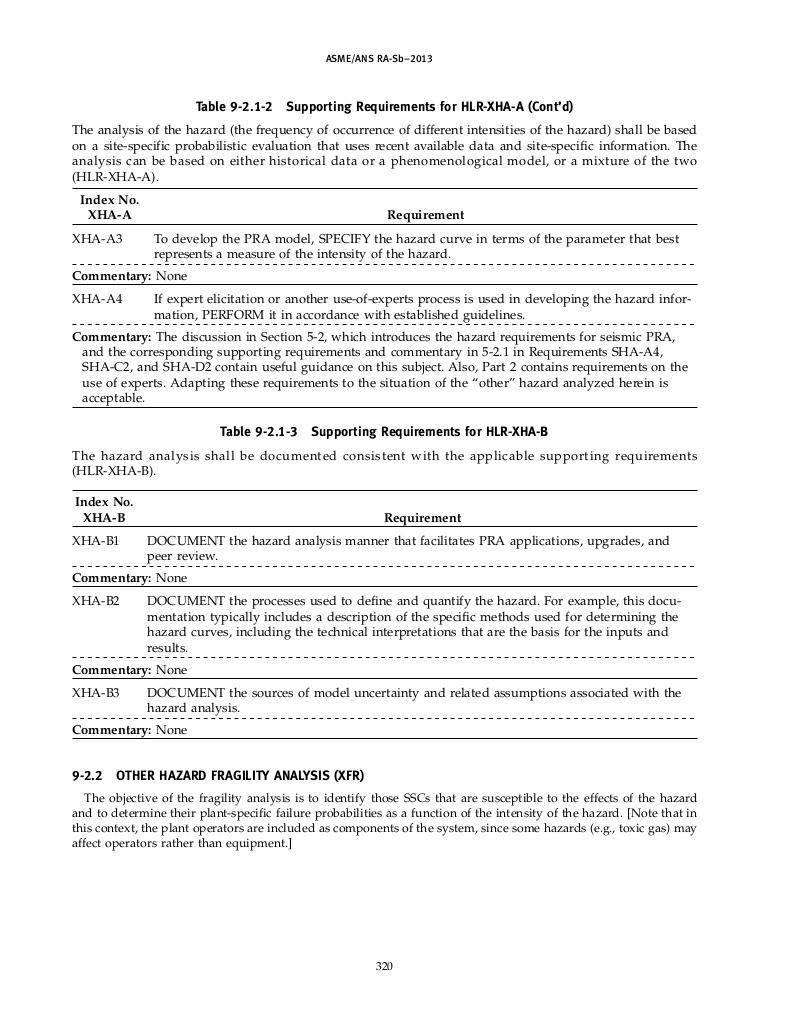 ASME/ANS RA-Sb–2013
Table 9-2.1-2 Supporting Requirements for HLR-XHA-A (Cont'd)
The analysis of the hazard (the frequency of occurrence of different intensities of the hazard) shall be based
on a site-specific probabilistic evaluation that uses recent available data and site-specific information. The
analysis can be based on either historical data or a phenomenological model, or a mixture of the two
(HLR-XHA-A).
Index No.
XHA-A Requirement
XHA-A3 To develop the PRA model, SPECIFY the hazard curve in terms of the parameter that best
represents a measure of the intensity of the hazard.
Commentary: None
XHA-A4 If expert elicitation or another use-of-experts process is used in developing the hazard infor-
mation, PERFORM it in accordance with established guidelines.
Commentary: The discussion in Section 5-2, which introduces the hazard requirements for seismic PRA,
and the corresponding supporting requirements and commentary in 5-2.1 in Requirements SHA-A4,
SHA-C2, and SHA-D2 contain useful guidance on this subject. Also, Part 2 contains requirements on the
use of experts. Adapting these requirements to the situation of the “other” hazard analyzed herein is
acceptable.
Table 9-2.1-3 Supporting Requirements for HLR-XHA-B
The hazard analysis shall be documented consistent with the applicable supporting requirements
(HLR-XHA-B).
Index No.
XHA-B Requirement
XHA-B1 DOCUMENT the hazard analysis manner that facilitates PRA applications, upgrades, and
peer review.
Commentary: None
XHA-B2 DOCUMENT the processes used to define and quantify the hazard. For example, this docu-
mentation typically includes a description of the specific methods used for determining the
hazard curves, including the technical interpretations that are the basis for the inputs and
results.
Commentary: None
XHA-B3 DOCUMENT the sources of model uncertainty and related assumptions associated with the
hazard analysis.
Commentary: None
9-2.2 OTHER HAZARD FRAGILITY ANALYSIS (XFR)
The objective of the fragility analysis is to identify those SSCs that are susceptible to the effects of the hazard
and to determine their plant-specific failure probabilities as a function of the intensity of the hazard. [Note that in
this context, the plant operators are included as components of the system, since some hazards (e.g., toxic gas) may
affect operators rather than equipment.]
320